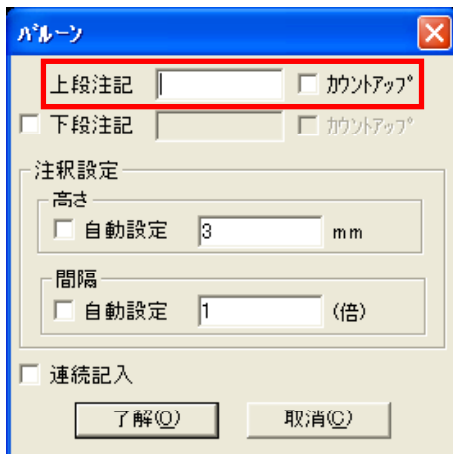 ﾊﾞﾙｰﾝ
上段注記 ｶｳﾝﾄｱｯﾌﾟ
下段注記 ｶｳﾝﾄｱｯﾌﾟ
注釈設定
高さ
自動設定 3 mm
間隔
自動設定 1 (倍)
連続記入
了解(O) 取消(C)